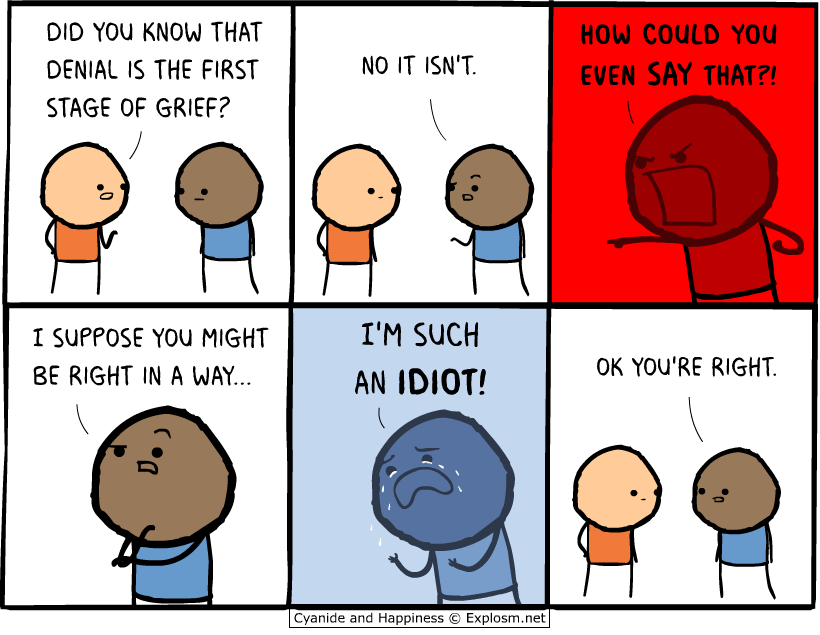 DID YOU KNOW THAT
DENIAL IS THE FIRST
STAGE OF GRIEF?
NO IT ISN'T.
HOW COULD YOU
EVEN SAY THAT?!
I SUPPOSE YOU MIGHT
BE RIGHT IN A WAY...
I'M SUCH
AN IDIOT!
OK YOU'RE RIGHT.
Cyanide and Happiness © Explosm.net